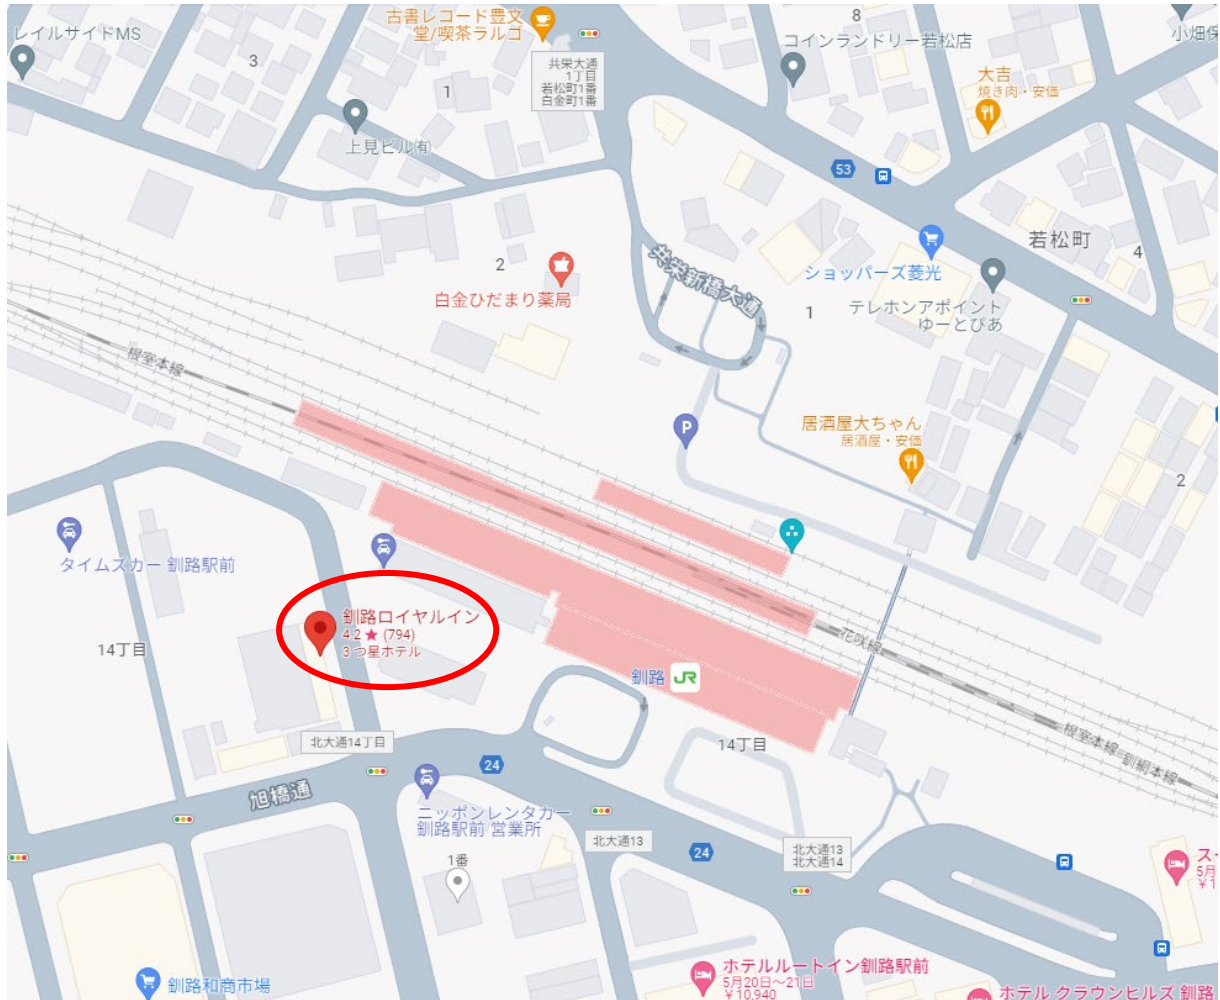 レイルサイドMS
古書レコード豊文
堂/喫茶ラルゴ
共栄大通
1丁目
若松町1番
白金町1番
8
コインランドリー若松店
小畑保
3
1
大吉
焼き肉・安価
上見ビル㈲
53
若松町
4
ショッパーズ菱光
2
白金ひだまり薬局
共栄新橋大通
1
テレホンアポイント
ゆーとぴあ
根室本線
P
居酒屋大ちゃん
居酒屋・安価
2
タイムズカー 釧路駅前
釧路ロイヤルイン
4.2 ★ (794)
3 つ星ホテル
14丁目
花咲線
釧路 JR
14丁目
根室本線
釧網本線
北大通14丁目
24
旭橋通
ニッポンレンタカー
釧路駅前 営業所
北大通13
24
北大通13
北大通14
1番
ス
5月
¥1
釧路和商市場
ホテルルートイン釧路駅前
5月20日～21日
¥10,940
ホテル クラウンヒルズ 釧路